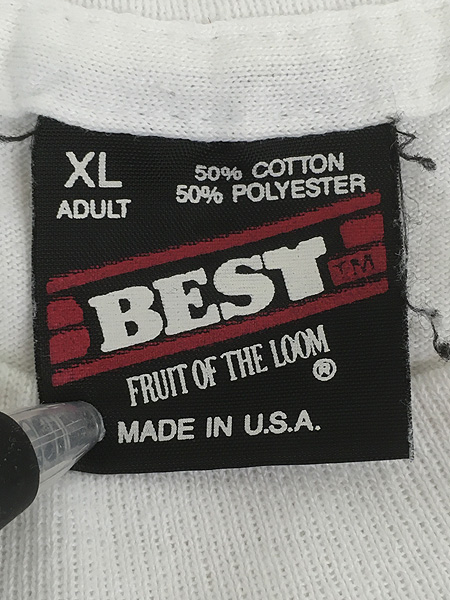 XL
ADULT
50% COTTON
50% POLYESTER
BEST TM
FRUIT OF THE LOOM
®
MADE IN U.S.A.